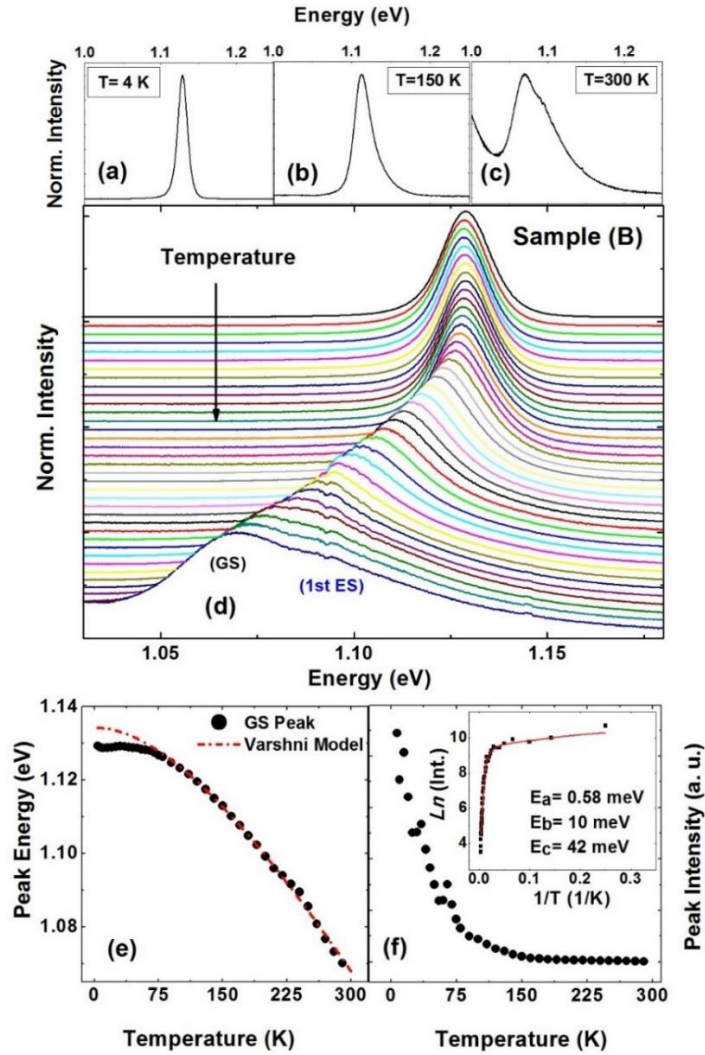 Energy (eV)
1.0 1.1 1.2 1.0 1.1 1.2 1.0 1.1 1.2
Norm. Intensity
T= 4 K
T=150 K
T=300 K
(a)
(b)
(c)
Temperature
Sample (B)
Norm. Intensity
(GS)
(1st ES)
(d)
1.05 1.10 1.15
Energy (eV)
Peak Energy (eV)
1.14
1.13
1.12
1.10
1.08
GS Peak
Varshni Model
(e)
0 75 150 225 300
Temperature (K)
Ln (Int.)
10
8
6
4
Ea= 0.58 meV
Eb= 10 meV
Ec= 42 meV
0.0 0.1 0.2 0.3
1/T (1/K)
(f)
0 75 150 225 300
Temperature (K)
Peak Intensity (a. u.)